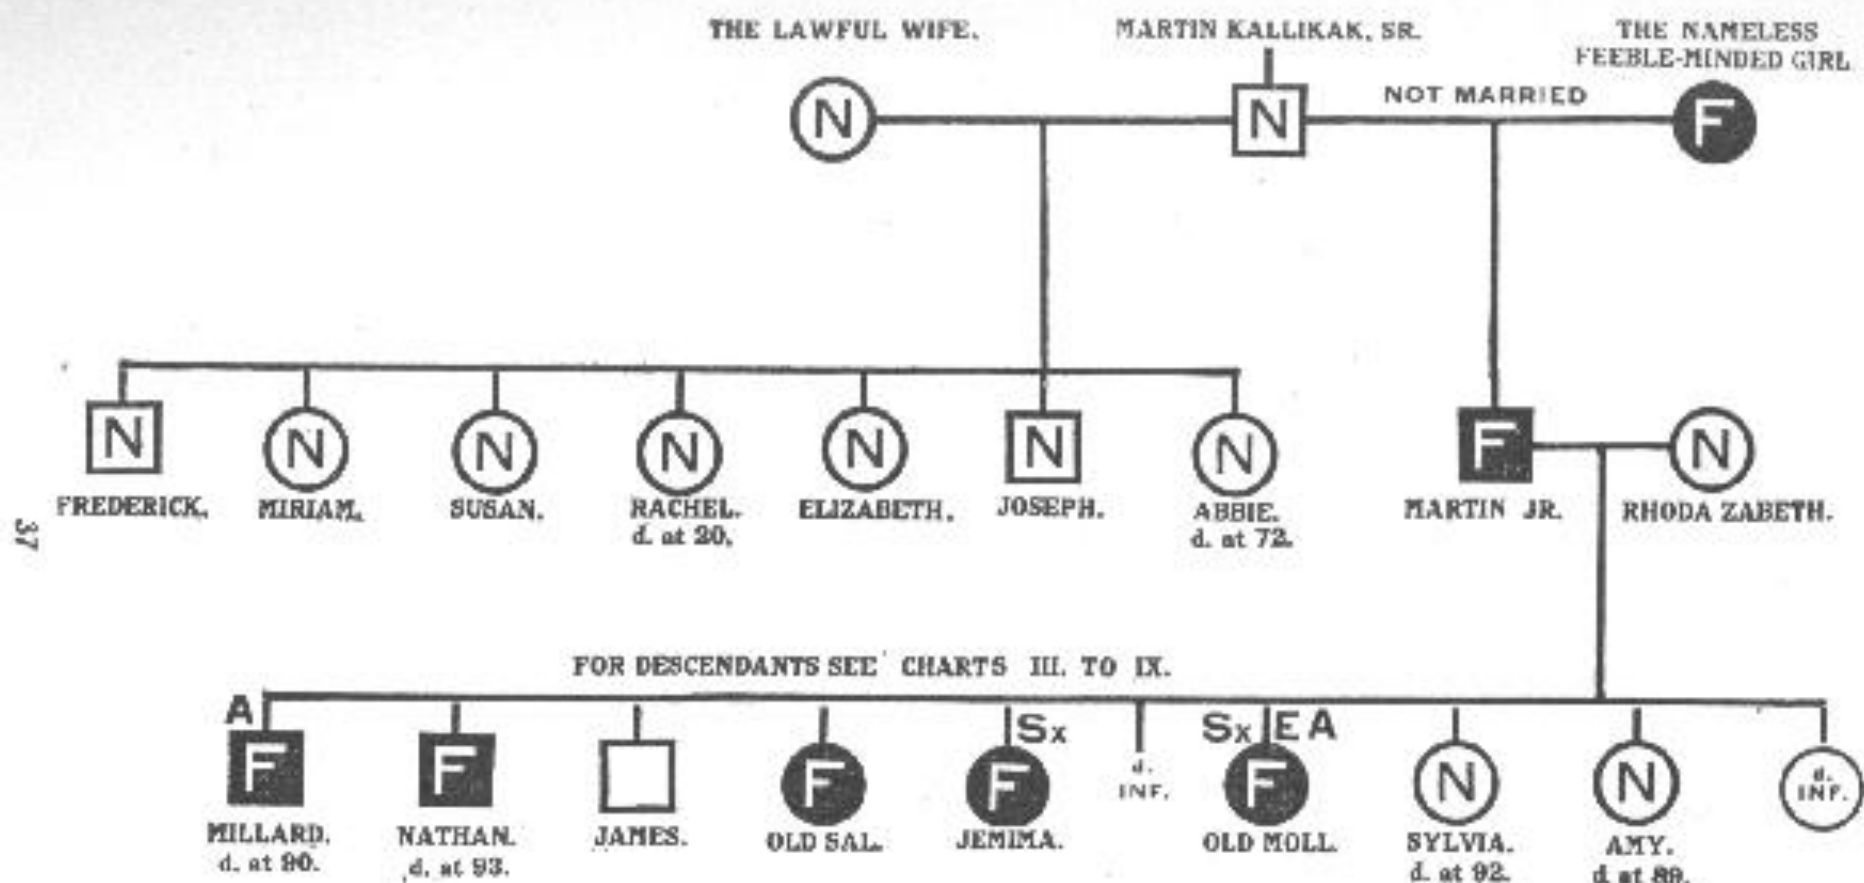 THE LAWFUL WIFE.
MARTIN KALLIKAK, SR.
THE NAMELESS
FEEBLE-MINDED GIRL
N
N
NOT MARRIED
F
N
N
N
N
N
N
N
F
N
FREDERICK.
MIRIAM.
SUSAN.
RACHEL.
d. at 20.
ELIZABETH.
JOSEPH.
ABBIE.
d. at 72.
MARTIN JR.
RHODA ZABETH.
37
FOR DESCENDANTS SEE CHARTS III. TO IX.
A
Sx
Sx E A
F
F
F
F
d.
INF.
F
N
N
d.
INF.
MILLARD.
d. at 90.
NATHAN.
d. at 93.
JAMES.
OLD SAL.
JEMIMA.
OLD MOLL.
SYLVIA.
d. at 92.
AMY.
d at 89.